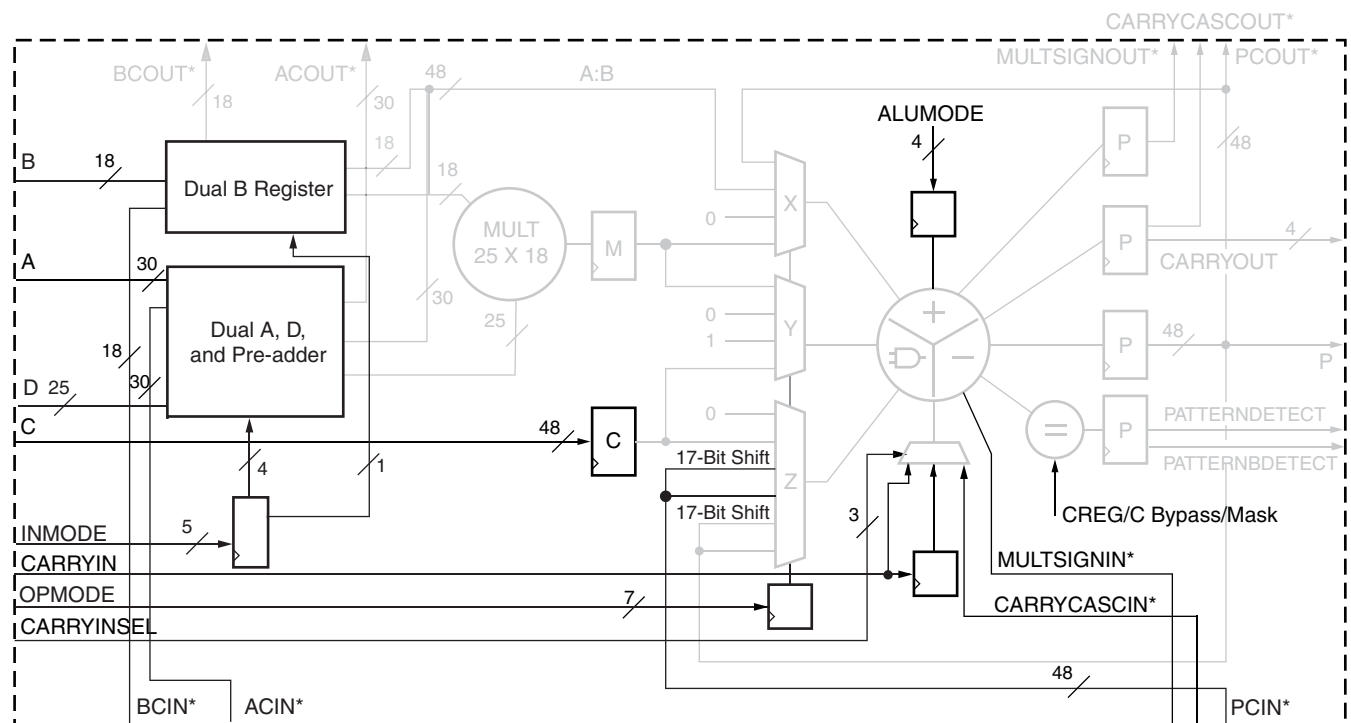 CARRYCASCOUT*
BCOUT* ACOUT* 48 A:B MULTSIGNOUT* PCOUT*
18 30
ALUMODE
B 18 18 4 P 48
Dual B Register 18
MULT
25 X 18
X
0
M
P 4
A 30 CARRYOUT
30
Dual A, D,
and Pre-adder
25
0
1
Y
+
−
P 48
18 P
D 25 30
0 = P PATTERNDETECT
C 48 C
PATTERNBDETECT
4 1 17-Bit Shift
Z
17-Bit Shift
3 CREG/C Bypass/Mask
INMODE 5
CARRYIN MULTSIGNIN*
OPMODE 7 CARRYCASCIN*
CARRYINSEL
48
BCIN* ACIN* PCIN*